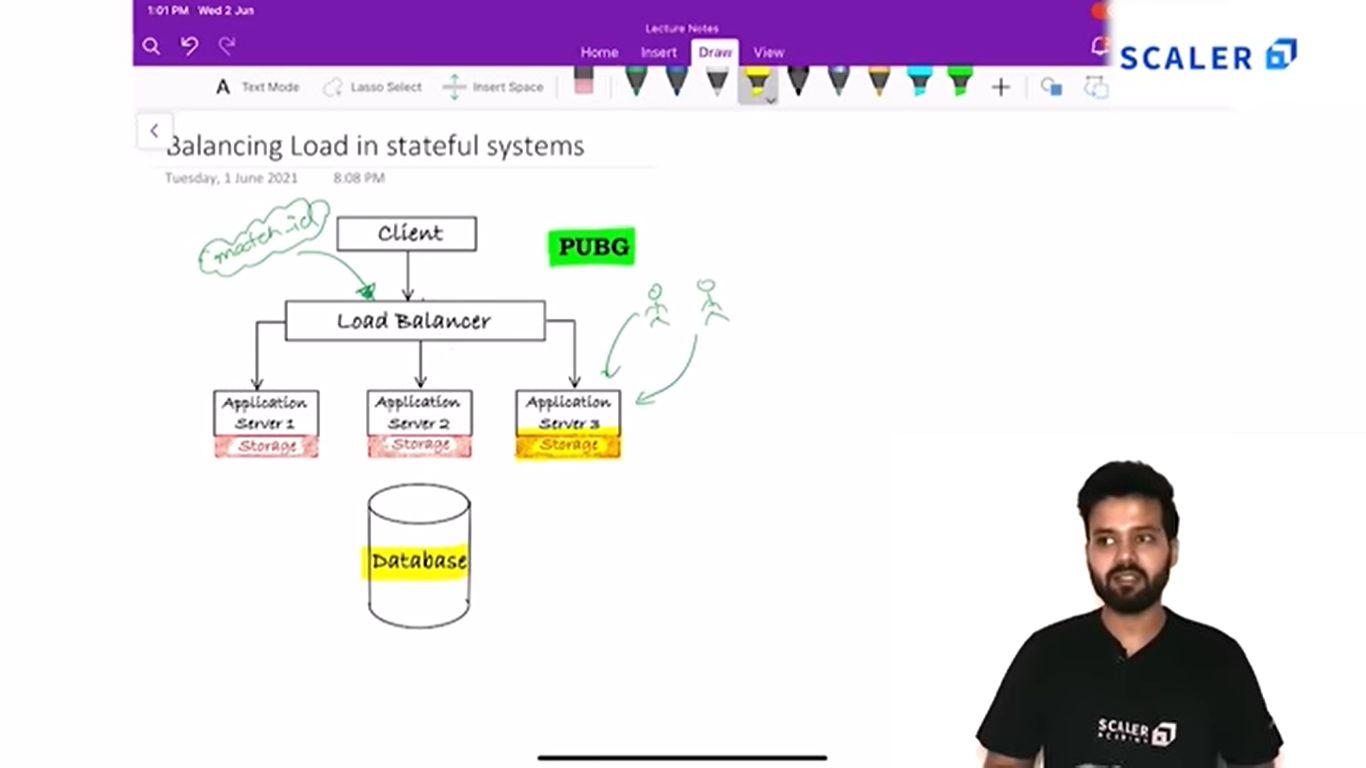 1:01 PM Wed 2 Jun
Lecture Notes
Home Insert Draw View
SCALER
A Text Mode Lasso Select Insert Space
Balancing Load in stateful systems
Tuesday, 1 June 2021 8:08 PM
match_id
Client
PUBG
Load Balancer
Application Server 1
Storage
Application Server 2
Storage
Application Server 3
Storage
Database
SCALER
ACADEMY